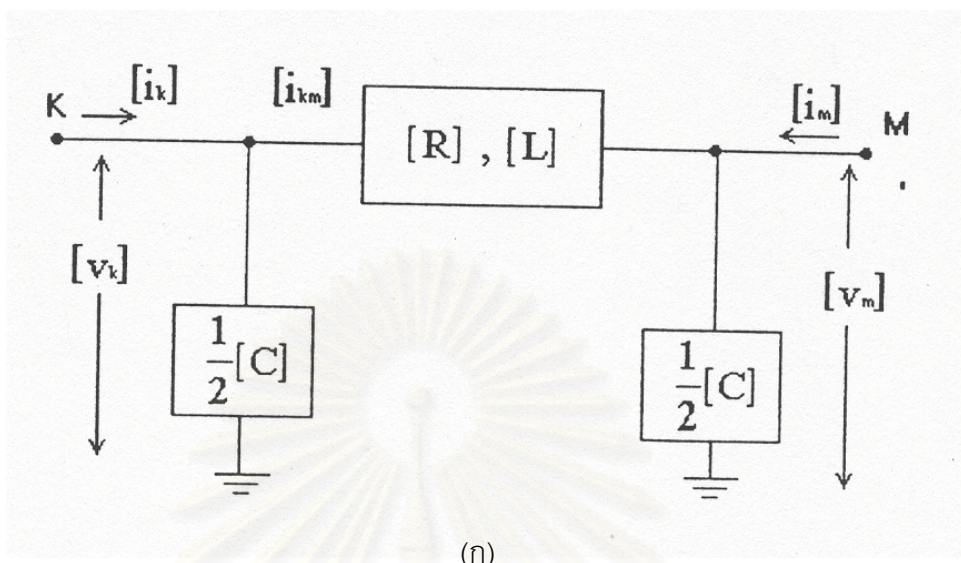 K [iₖ] [iₖₘ] [iₘ] M
[R] , [L]
[vₖ] [vₘ]
1/2[C] 1/2[C]
(ก)